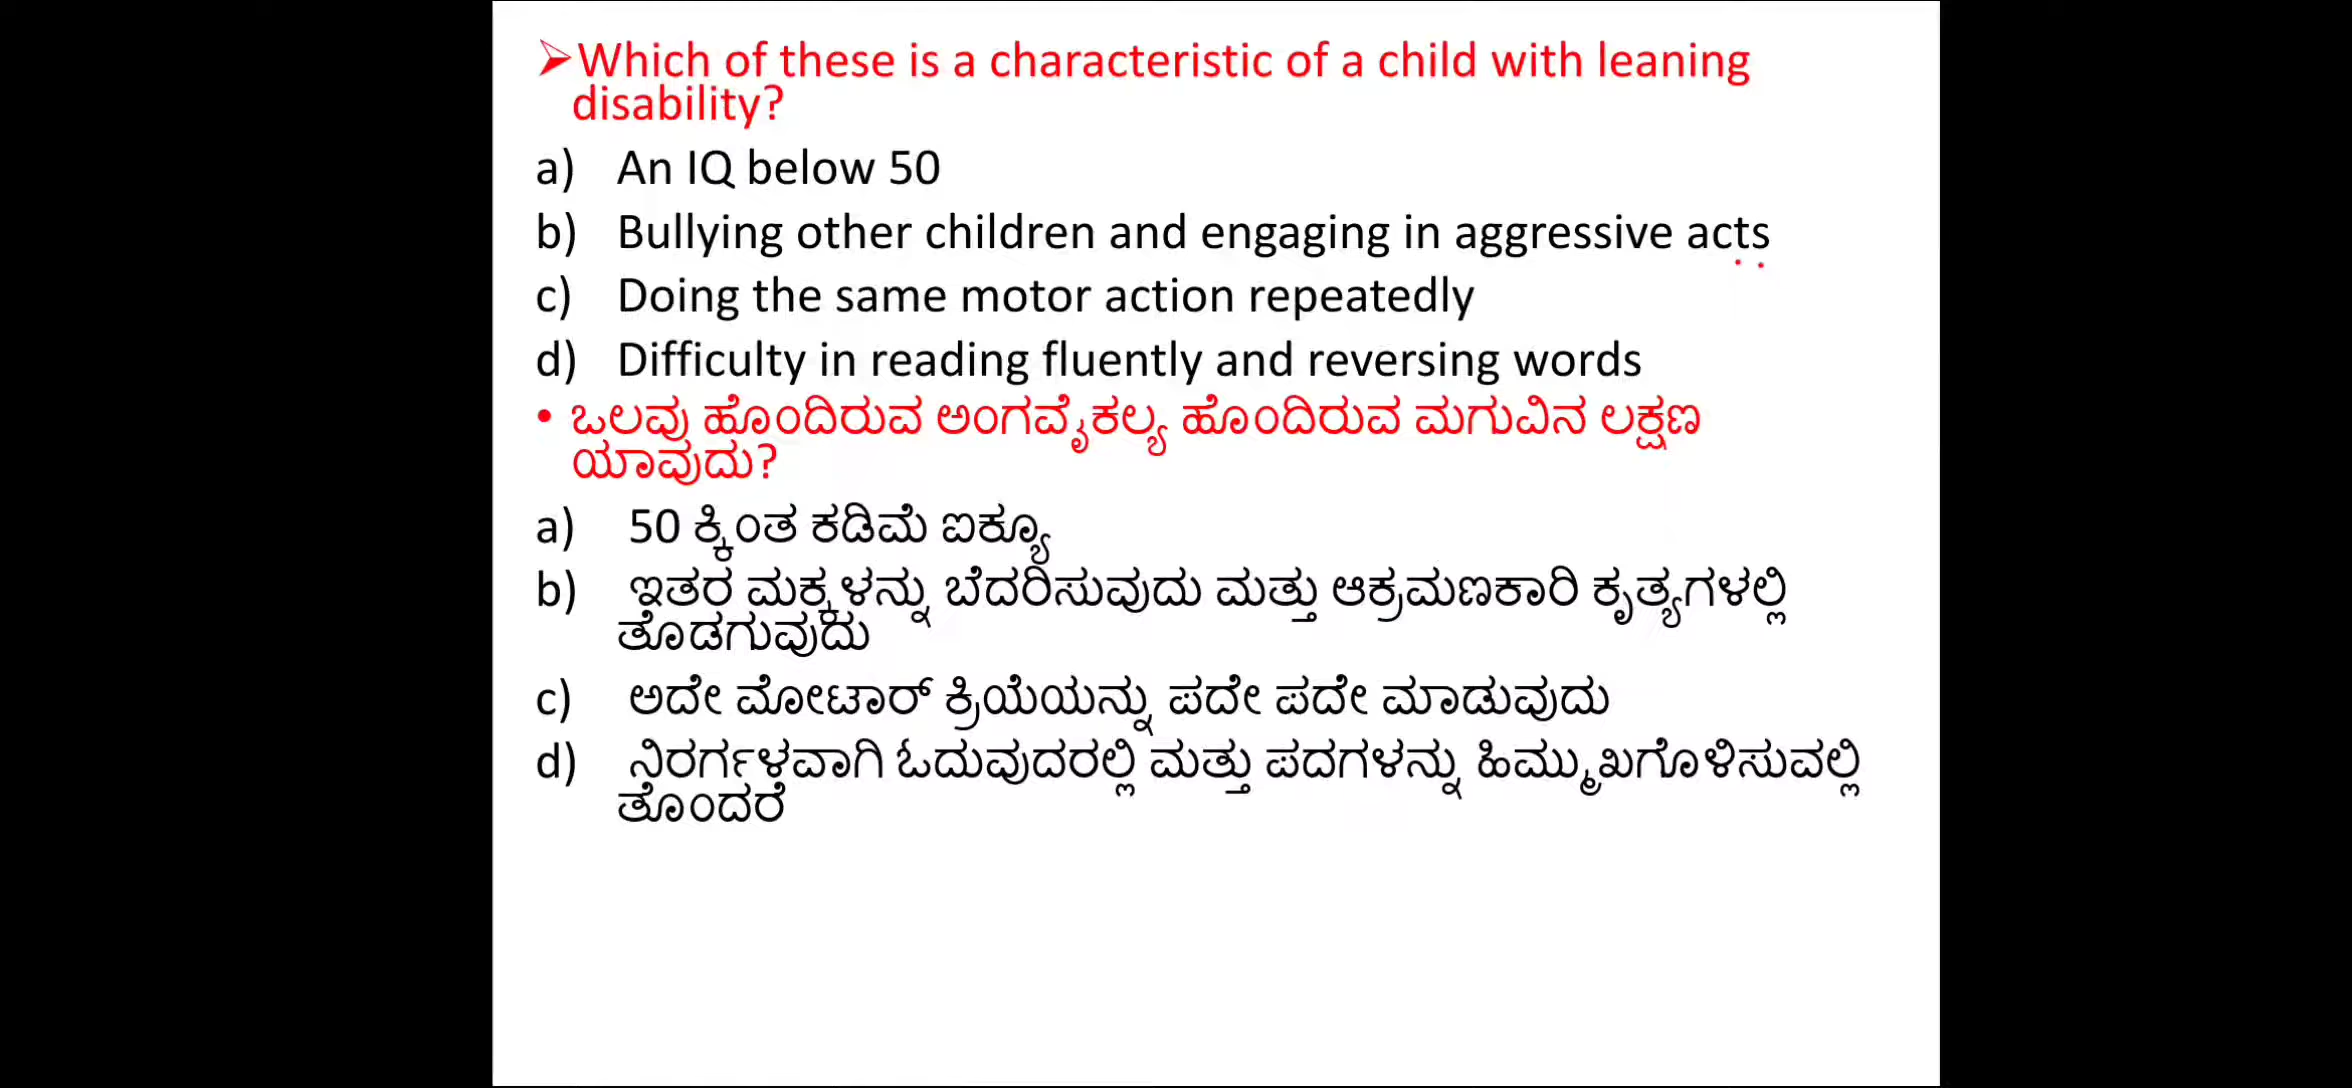 ➢Which of these is a characteristic of a child with leaning
disability?
a) An IQ below 50
b) Bullying other children and engaging in aggressive acts
c) Doing the same motor action repeatedly
d) Difficulty in reading fluently and reversing words
• ಒಲವು ಹೊಂದಿರುವ ಅಂಗವೈಕಲ್ಯ ಹೊಂದಿರುವ ಮಗುವಿನ ಲಕ್ಷಣ
ಯಾವುದು?
a) 50 ಕ್ಕಿಂತ ಕಡಿಮೆ ಐಕ್ಯೂ
b) ಇತರ ಮಕ್ಕಳನ್ನು ಬೆದರಿಸುವುದು ಮತ್ತು ಆಕ್ರಮಣಕಾರಿ ಕೃತ್ಯಗಳಲ್ಲಿ
ತೊಡಗುವುದು
c) ಅದೇ ಮೋಟಾರ್ ಕ್ರಿಯೆಯನ್ನು ಪದೇ ಪದೇ ಮಾಡುವುದು
d) ನಿರರ್ಗಳವಾಗಿ ಓದುವುದರಲ್ಲಿ ಮತ್ತು ಪದಗಳನ್ನು ಹಿಮ್ಮುಖಗೊಳಿಸುವಲ್ಲಿ
ತೊಂದರೆ